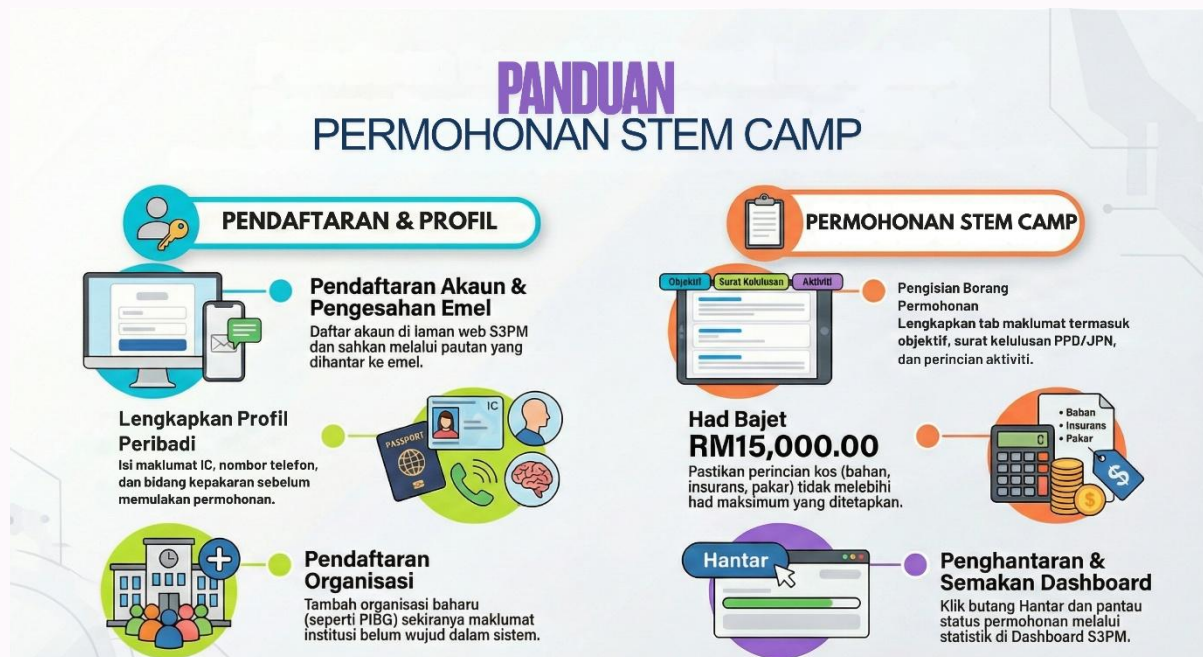 PANDUAN
PERMOHONAN STEM CAMP
PENDAFTARAN & PROFIL
Pendaftaran Akaun &
Pengesahan Emel
Daftar akaun di laman web S3PM
dan sahkan melalui pautan yang
dihantar ke emel.
Lengkapkan Profil
Peribadi
Isi maklumat IC, nombor telefon,
dan bidang kepakaran sebelum
memulakan permohonan.
IC
PASSPORT
Pendaftaran
Organisasi
Tambah organisasi baharu
(seperti PIBG) sekiranya maklumat
institusi belum wujud dalam sistem.
PERMOHONAN STEM CAMP
Objektif
Surat Kelulusan
Aktiviti
Pengisian Borang
Permohonan
Lengkapkan tab maklumat termasuk
objektif, surat kelulusan PPD/JPN,
dan perincian aktiviti.
Had Bajet
RM15,000.00
Pastikan perincian kos (bahan,
insurans, pakar) tidak melebihi
had maksimum yang ditetapkan.
• Baban
• Insurans
• Pakar
C
$
$
Hantar
Penghantaran &
Semakan Dashboard
Klik butang Hantar dan pantau
status permohonan melalui
statistik di Dashboard S3PM.